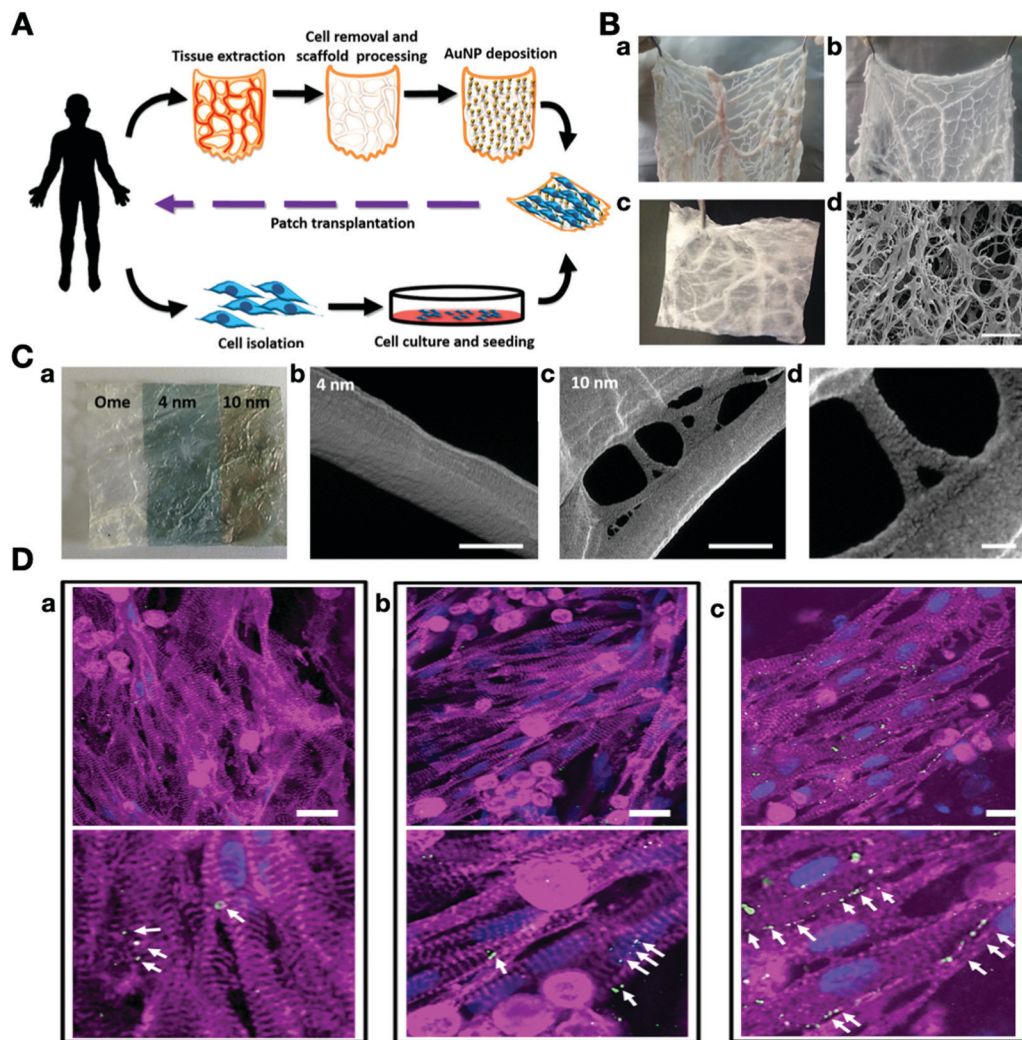 A
Tissue extraction
Cell removal and
scaffold processing
AuNP deposition
Patch transplantation
Cell isolation
Cell culture and seeding
B
a
b
c
d
C
a
Ome
4 nm
10 nm
b
4 nm
c
10 nm
d
D
a
b
c